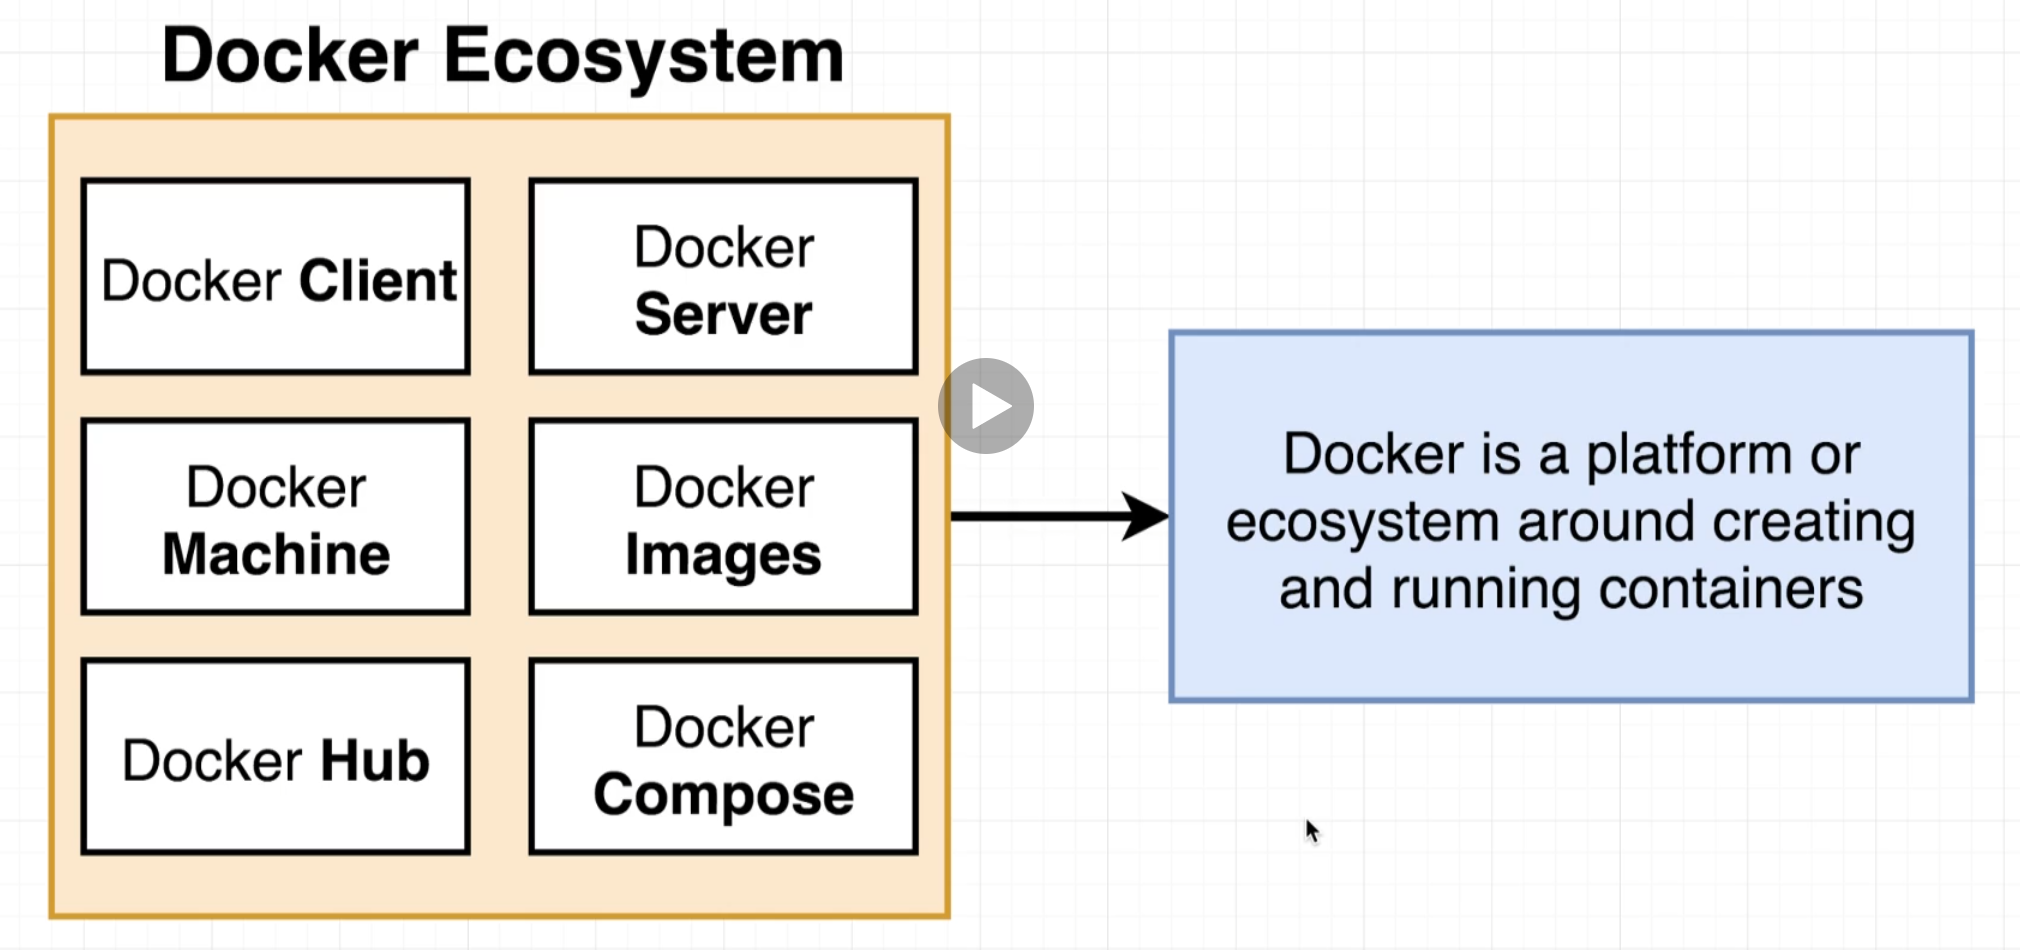 Docker Ecosystem
Docker Client
Docker
Server
Docker
Machine
Docker
Images
Docker Hub
Docker
Compose
Docker is a platform or
ecosystem around creating
and running containers